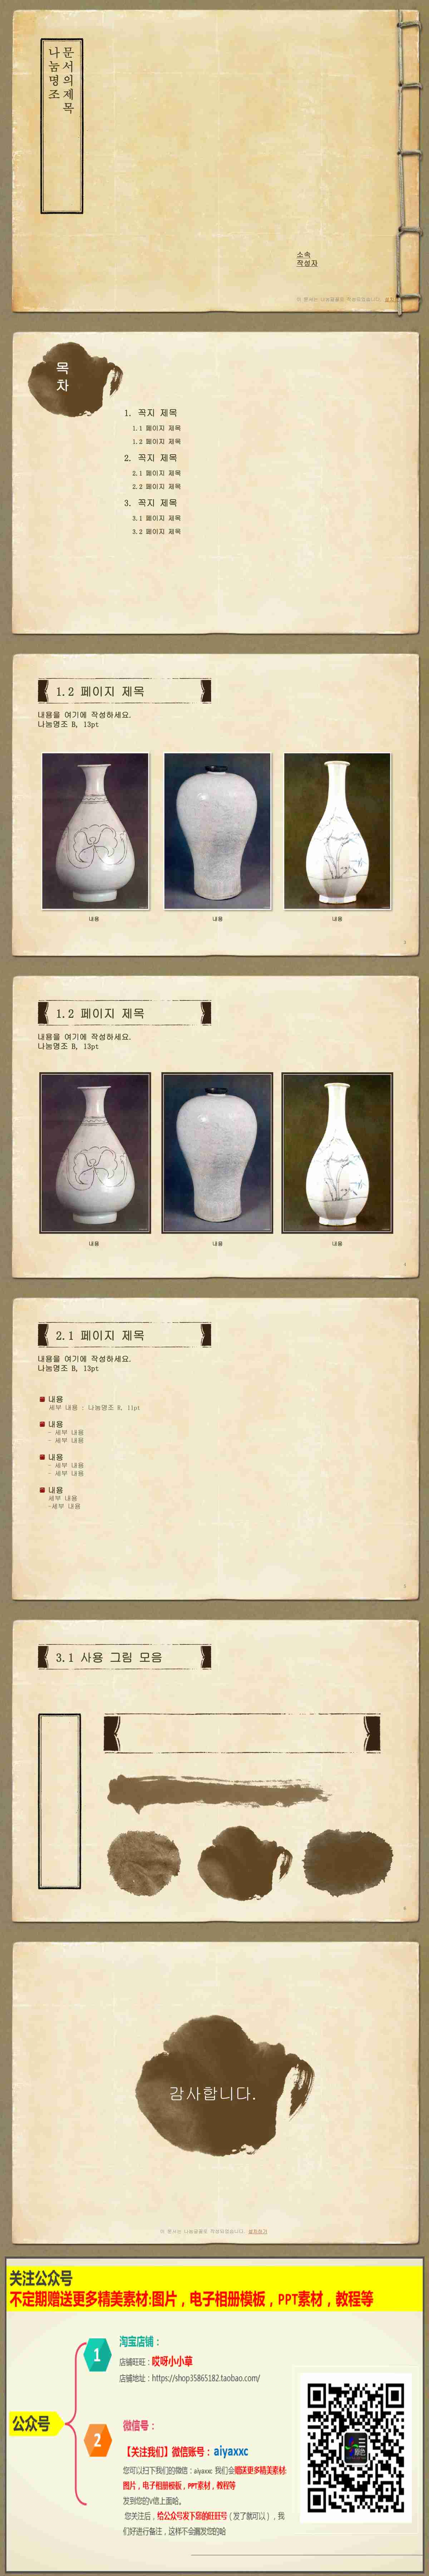 문서의제목
나눔명조
소속
작성자
이 문서는 나눔글꼴로 작성되었습니다.
목
차
1. 꼭지 제목
1.1 페이지 제목
1.2 페이지 제목
2. 꼭지 제목
2.1 페이지 제목
2.2 페이지 제목
3. 꼭지 제목
3.1 페이지 제목
3.2 페이지 제목
1.2 페이지 제목
내용을 여기에 작성하세요.
나눔명조 B, 13pt
내용 내용 내용
1.2 페이지 제목
내용을 여기에 작성하세요.
나눔명조 B, 13pt
내용 내용 내용
2.1 페이지 제목
내용을 여기에 작성하세요.
나눔명조 B, 13pt
내용
세부 내용 : 나눔명조 R, 11pt
내용
- 세부 내용
- 세부 내용
내용
- 세부 내용
- 세부 내용
내용
세부 내용
-세부 내용
3.1 사용 그림 모음
감사합니다.
이 문서는 나눔글꼴로 작성되었습니다. 설치하기
关注公众号
不定期赠送更多精美素材:图片，电子相册模板，PPT素材，教程等
公众号
1
淘宝店铺：
店铺旺旺：哎呀小小草
店铺地址：https://shop35865182.taobao.com/
2
微信号：
【关注我们】微信账号：aiyaxxc
您可以扫下我们的微信：aiyaxxc 我们会赠送更多精美素材:
图片，电子相册模板，PPT素材，教程等
发到您的V信上面哈。
您关注后，给公众号发下您的旺旺号（发了就可以），我
们好进行备注，这样不会漏发您的哈